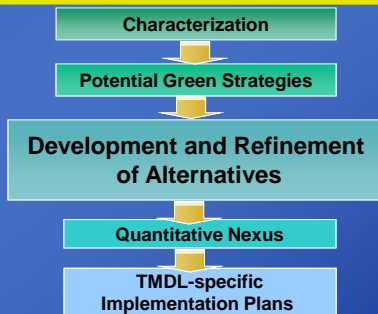 Characterization
Potential Green Strategies
Development and Refinement
of Alternatives
Quantitative Nexus
TMDL-specific
Implementation Plans